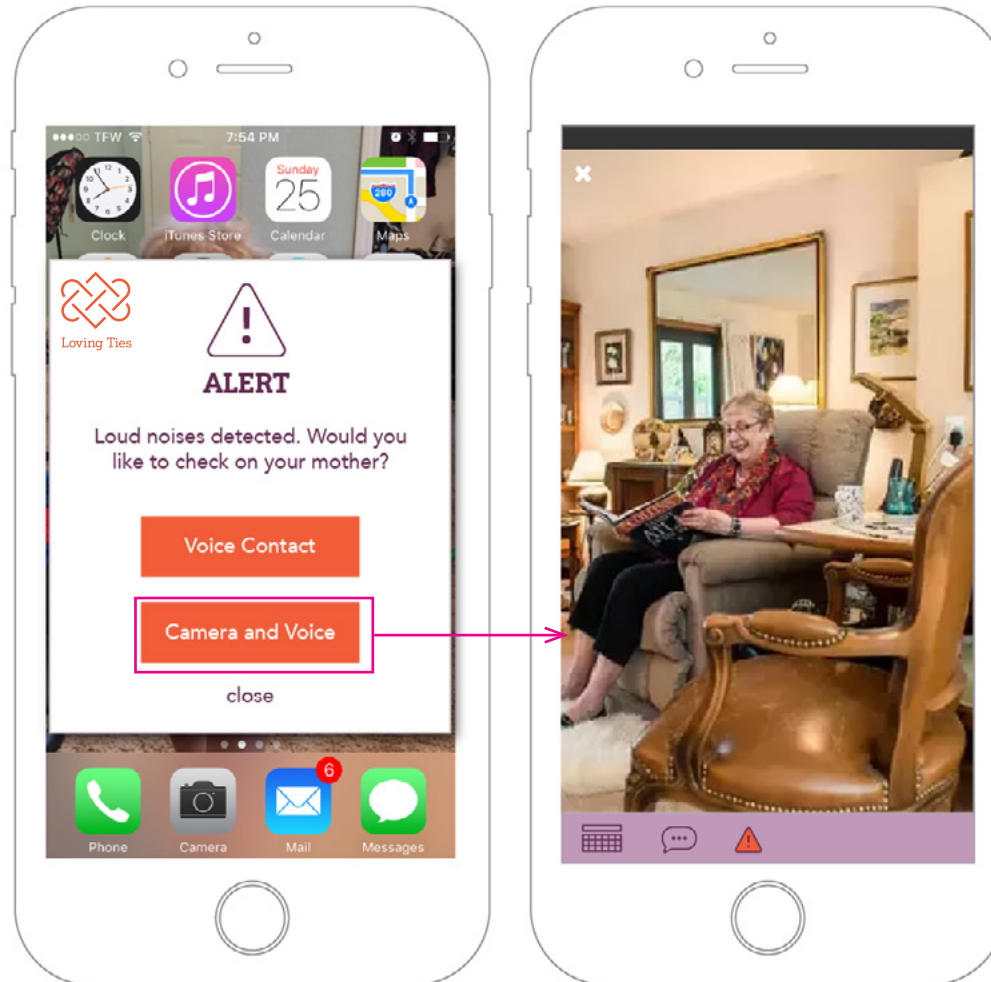 TFW
7:54 PM
Sunday
25
280
Clock
iTunes Store
Calendar
Maps
Loving Ties
!
ALERT
Loud noises detected. Would you
like to check on your mother?
Voice Contact
Camera and Voice
close
6
Phone
Camera
Mail
Messages